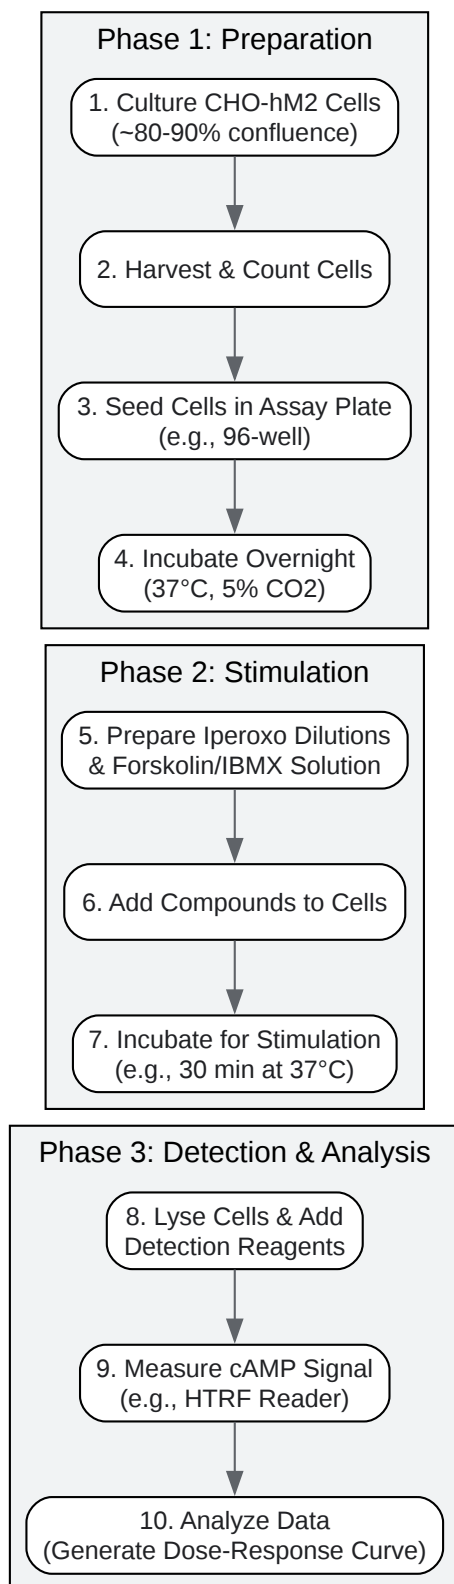 Phase 1: Preparation
1. Culture CHO-hM2 Cells
(~80-90% confluence)
2. Harvest & Count Cells
3. Seed Cells in Assay Plate
(e.g., 96-well)
4. Incubate Overnight
(37°C, 5% CO2)
Phase 2: Stimulation
5. Prepare Iperoxo Dilutions
& Forskolin/IBMX Solution
6. Add Compounds to Cells
7. Incubate for Stimulation
(e.g., 30 min at 37°C)
Phase 3: Detection & Analysis
8. Lyse Cells & Add
Detection Reagents
9. Measure cAMP Signal
(e.g., HTRF Reader)
10. Analyze Data
(Generate Dose-Response Curve)